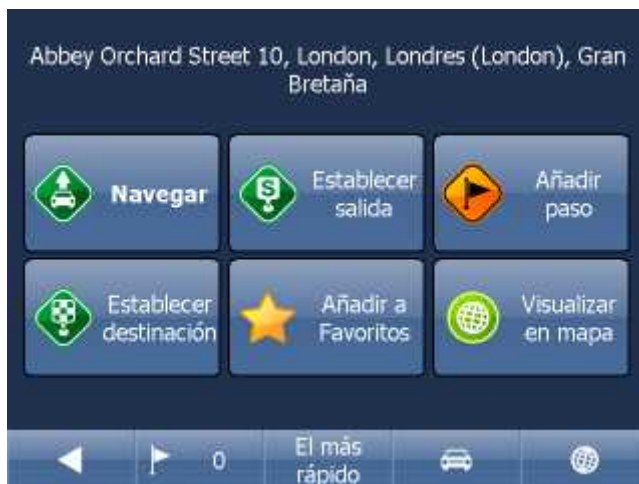 Abbey Orchard Street 10, London, Londres (London), Gran
Bretaña
Navegar
Establecer
salida
Añadir
paso
Establecer
destinación
Añadir a
Favoritos
Visualizar
en mapa
0
El más
rápido